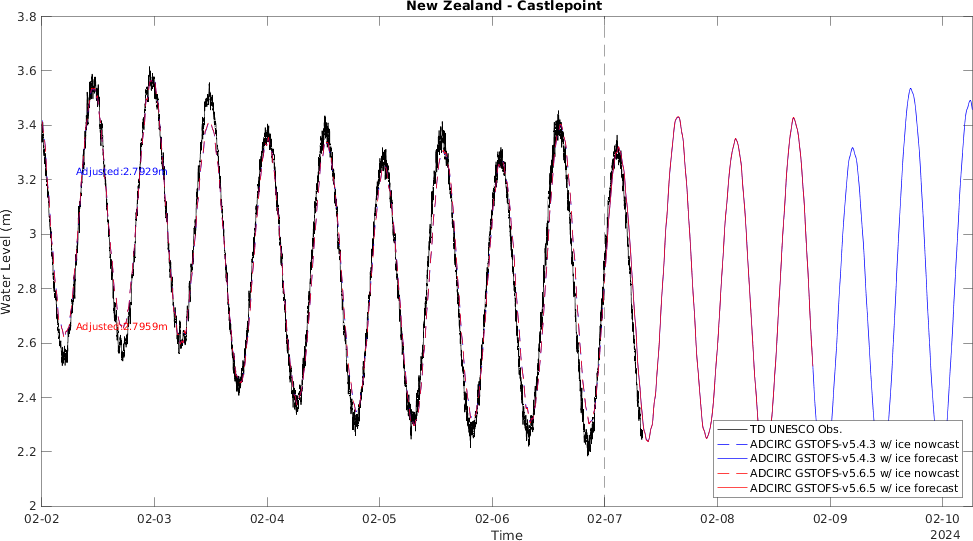 New Zealand - Castlepoint
3.8
3.6
3.4
3.2
3
2.8
2.6
2.4
2.2
2
Water Level (m)
Adjusted:2.7929m
Adjusted:2.7959m
TD UNESCO Obs.
ADCIRC GSTOFS-v5.4.3 w/ ice nowcast
ADCIRC GSTOFS-v5.4.3 w/ ice forecast
ADCIRC GSTOFS-v5.6.5 w/ ice nowcast
ADCIRC GSTOFS-v5.6.5 w/ ice forecast
02-02 02-03 02-04 02-05 02-06 02-07 02-08 02-09 02-10
2024
Time